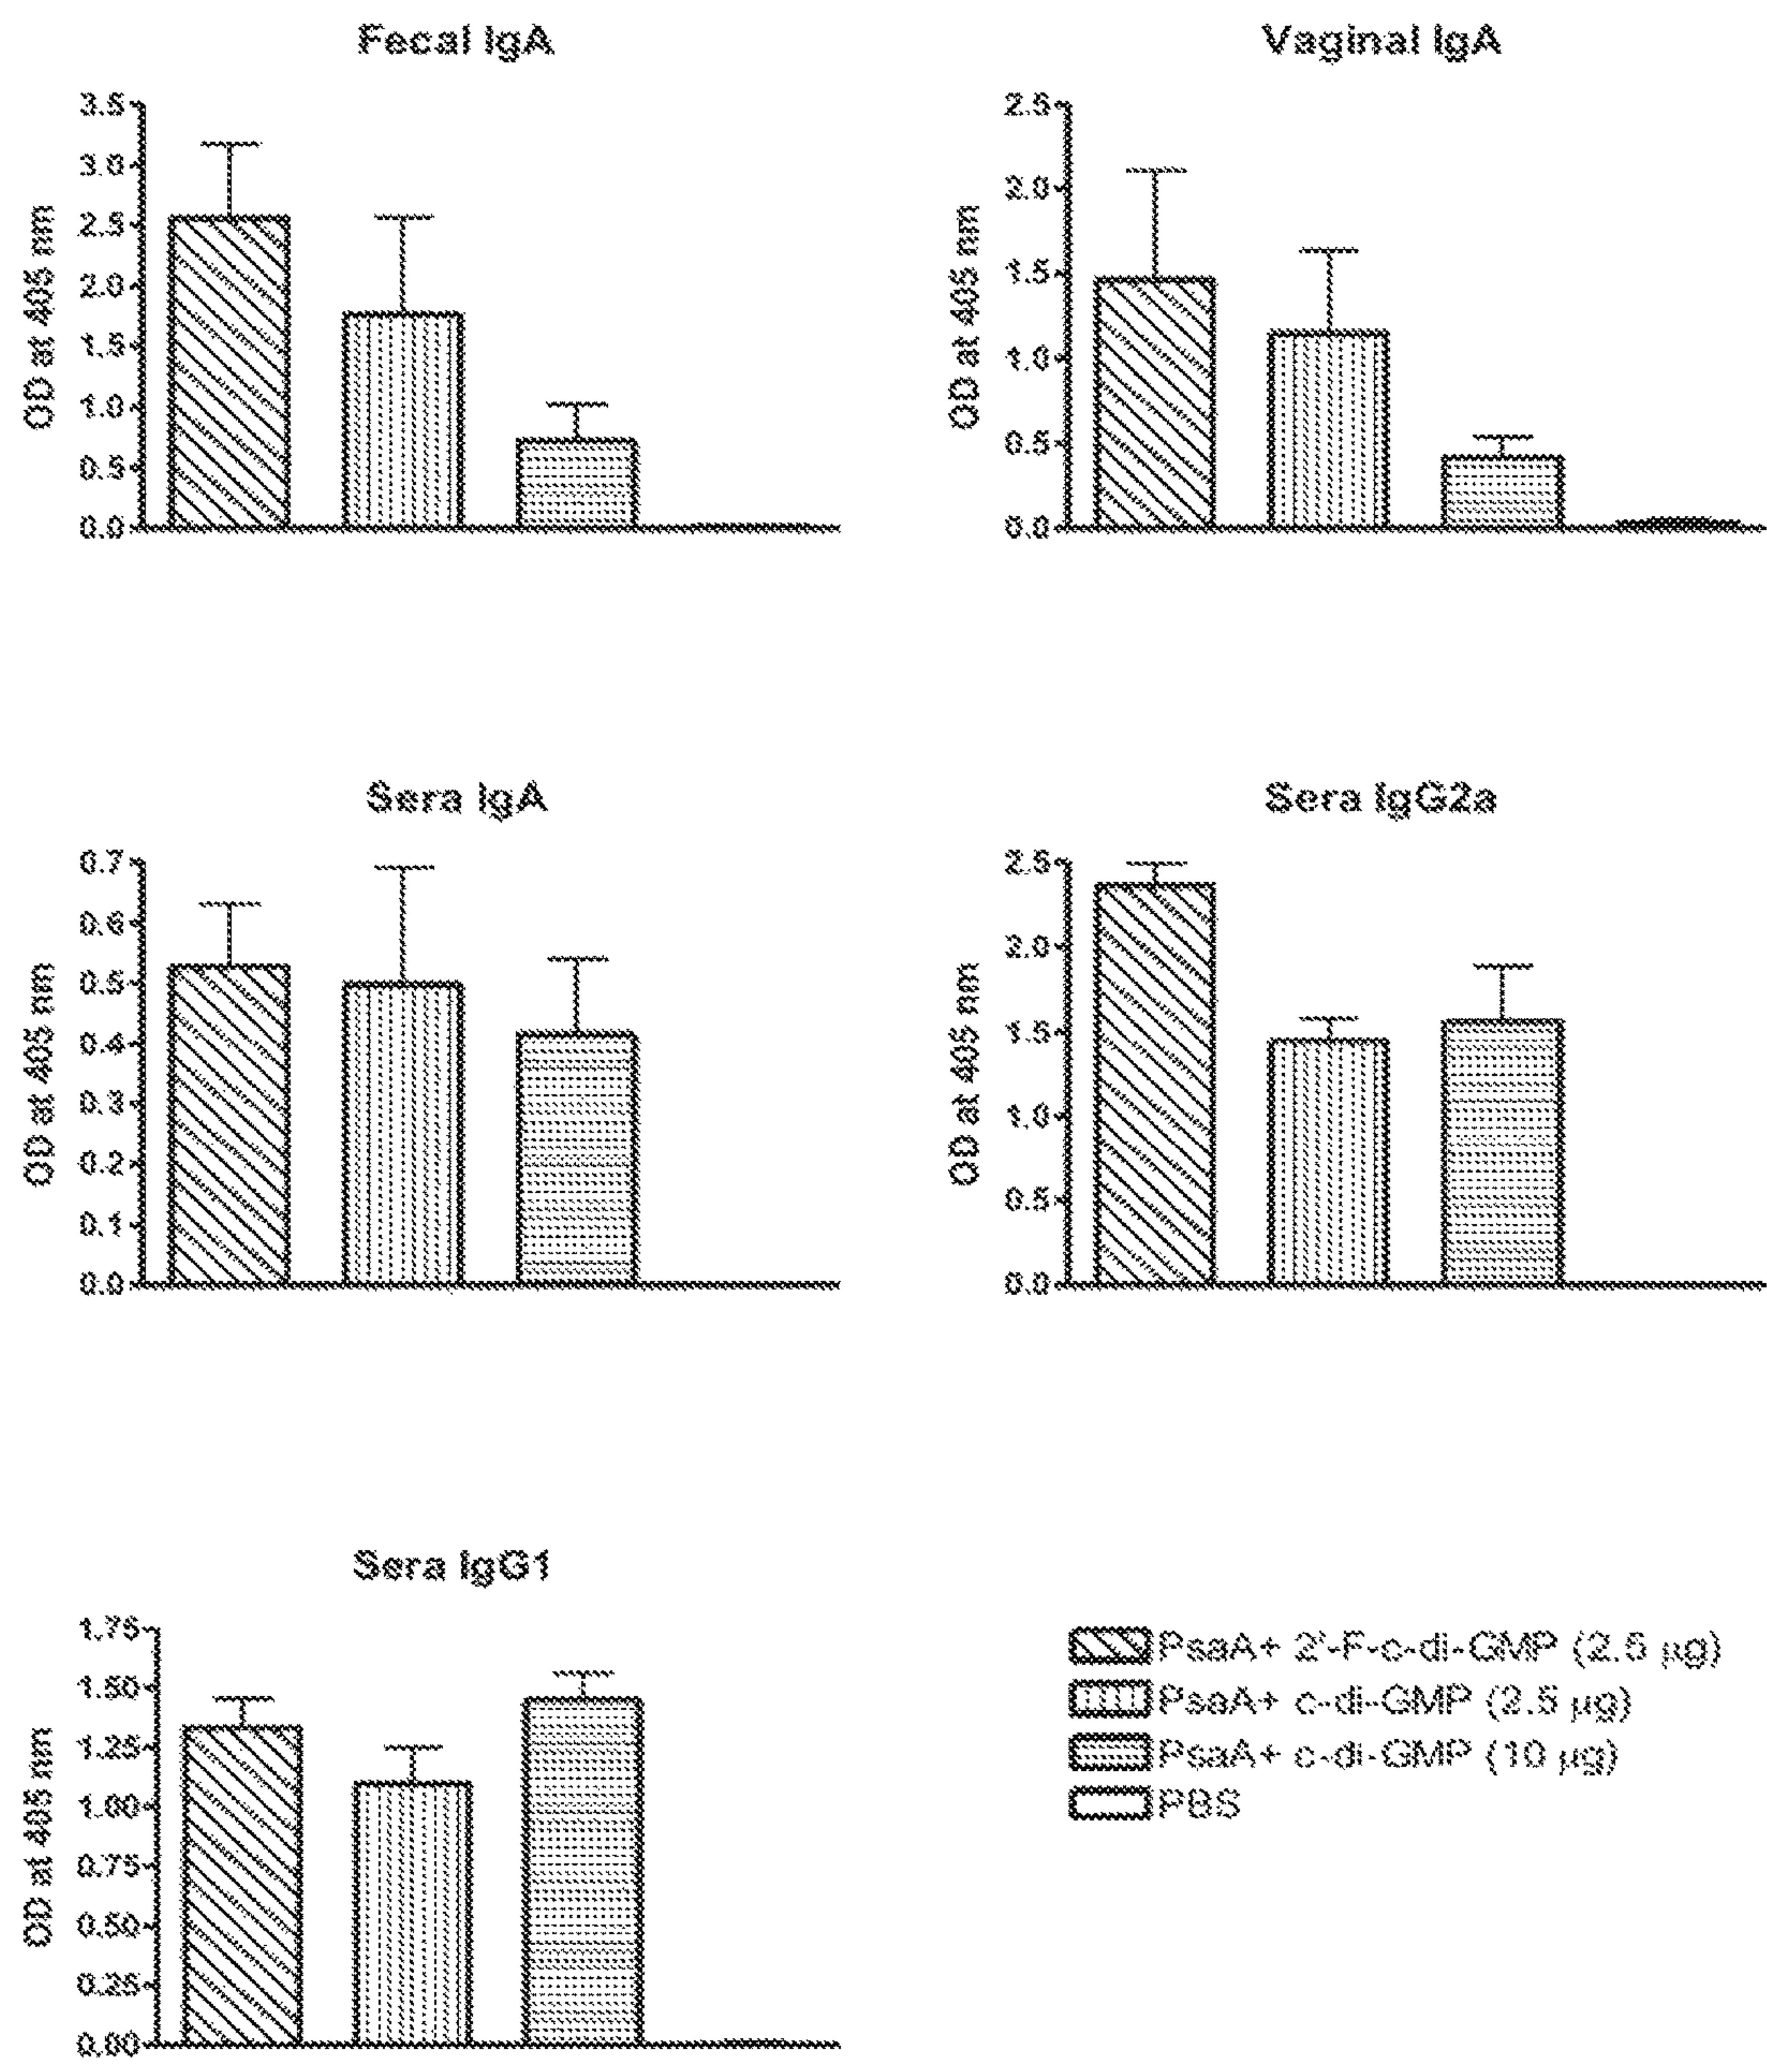 Fecal IgA
OD at 405 nm
3.5
3.0
2.5
2.0
1.5
1.0
0.5
0.0
Vaginal IgA
OD at 405 nm
2.5
2.0
1.5
1.0
0.5
0.0
Sera IgA
OD at 405 nm
0.7
0.6
0.5
0.4
0.3
0.2
0.1
0.0
Sera IgG2a
OD at 405 nm
2.5
2.0
1.5
1.0
0.5
0.0
Sera IgG1
OD at 405 nm
1.75
1.50
1.25
1.00
0.75
0.50
0.25
0.00
PsaA+ 2'-F-c-di-GMP (2.5 µg)
PsaA+ c-di-GMP (2.5 µg)
PsaA+ c-di-GMP (10 µg)
PBS